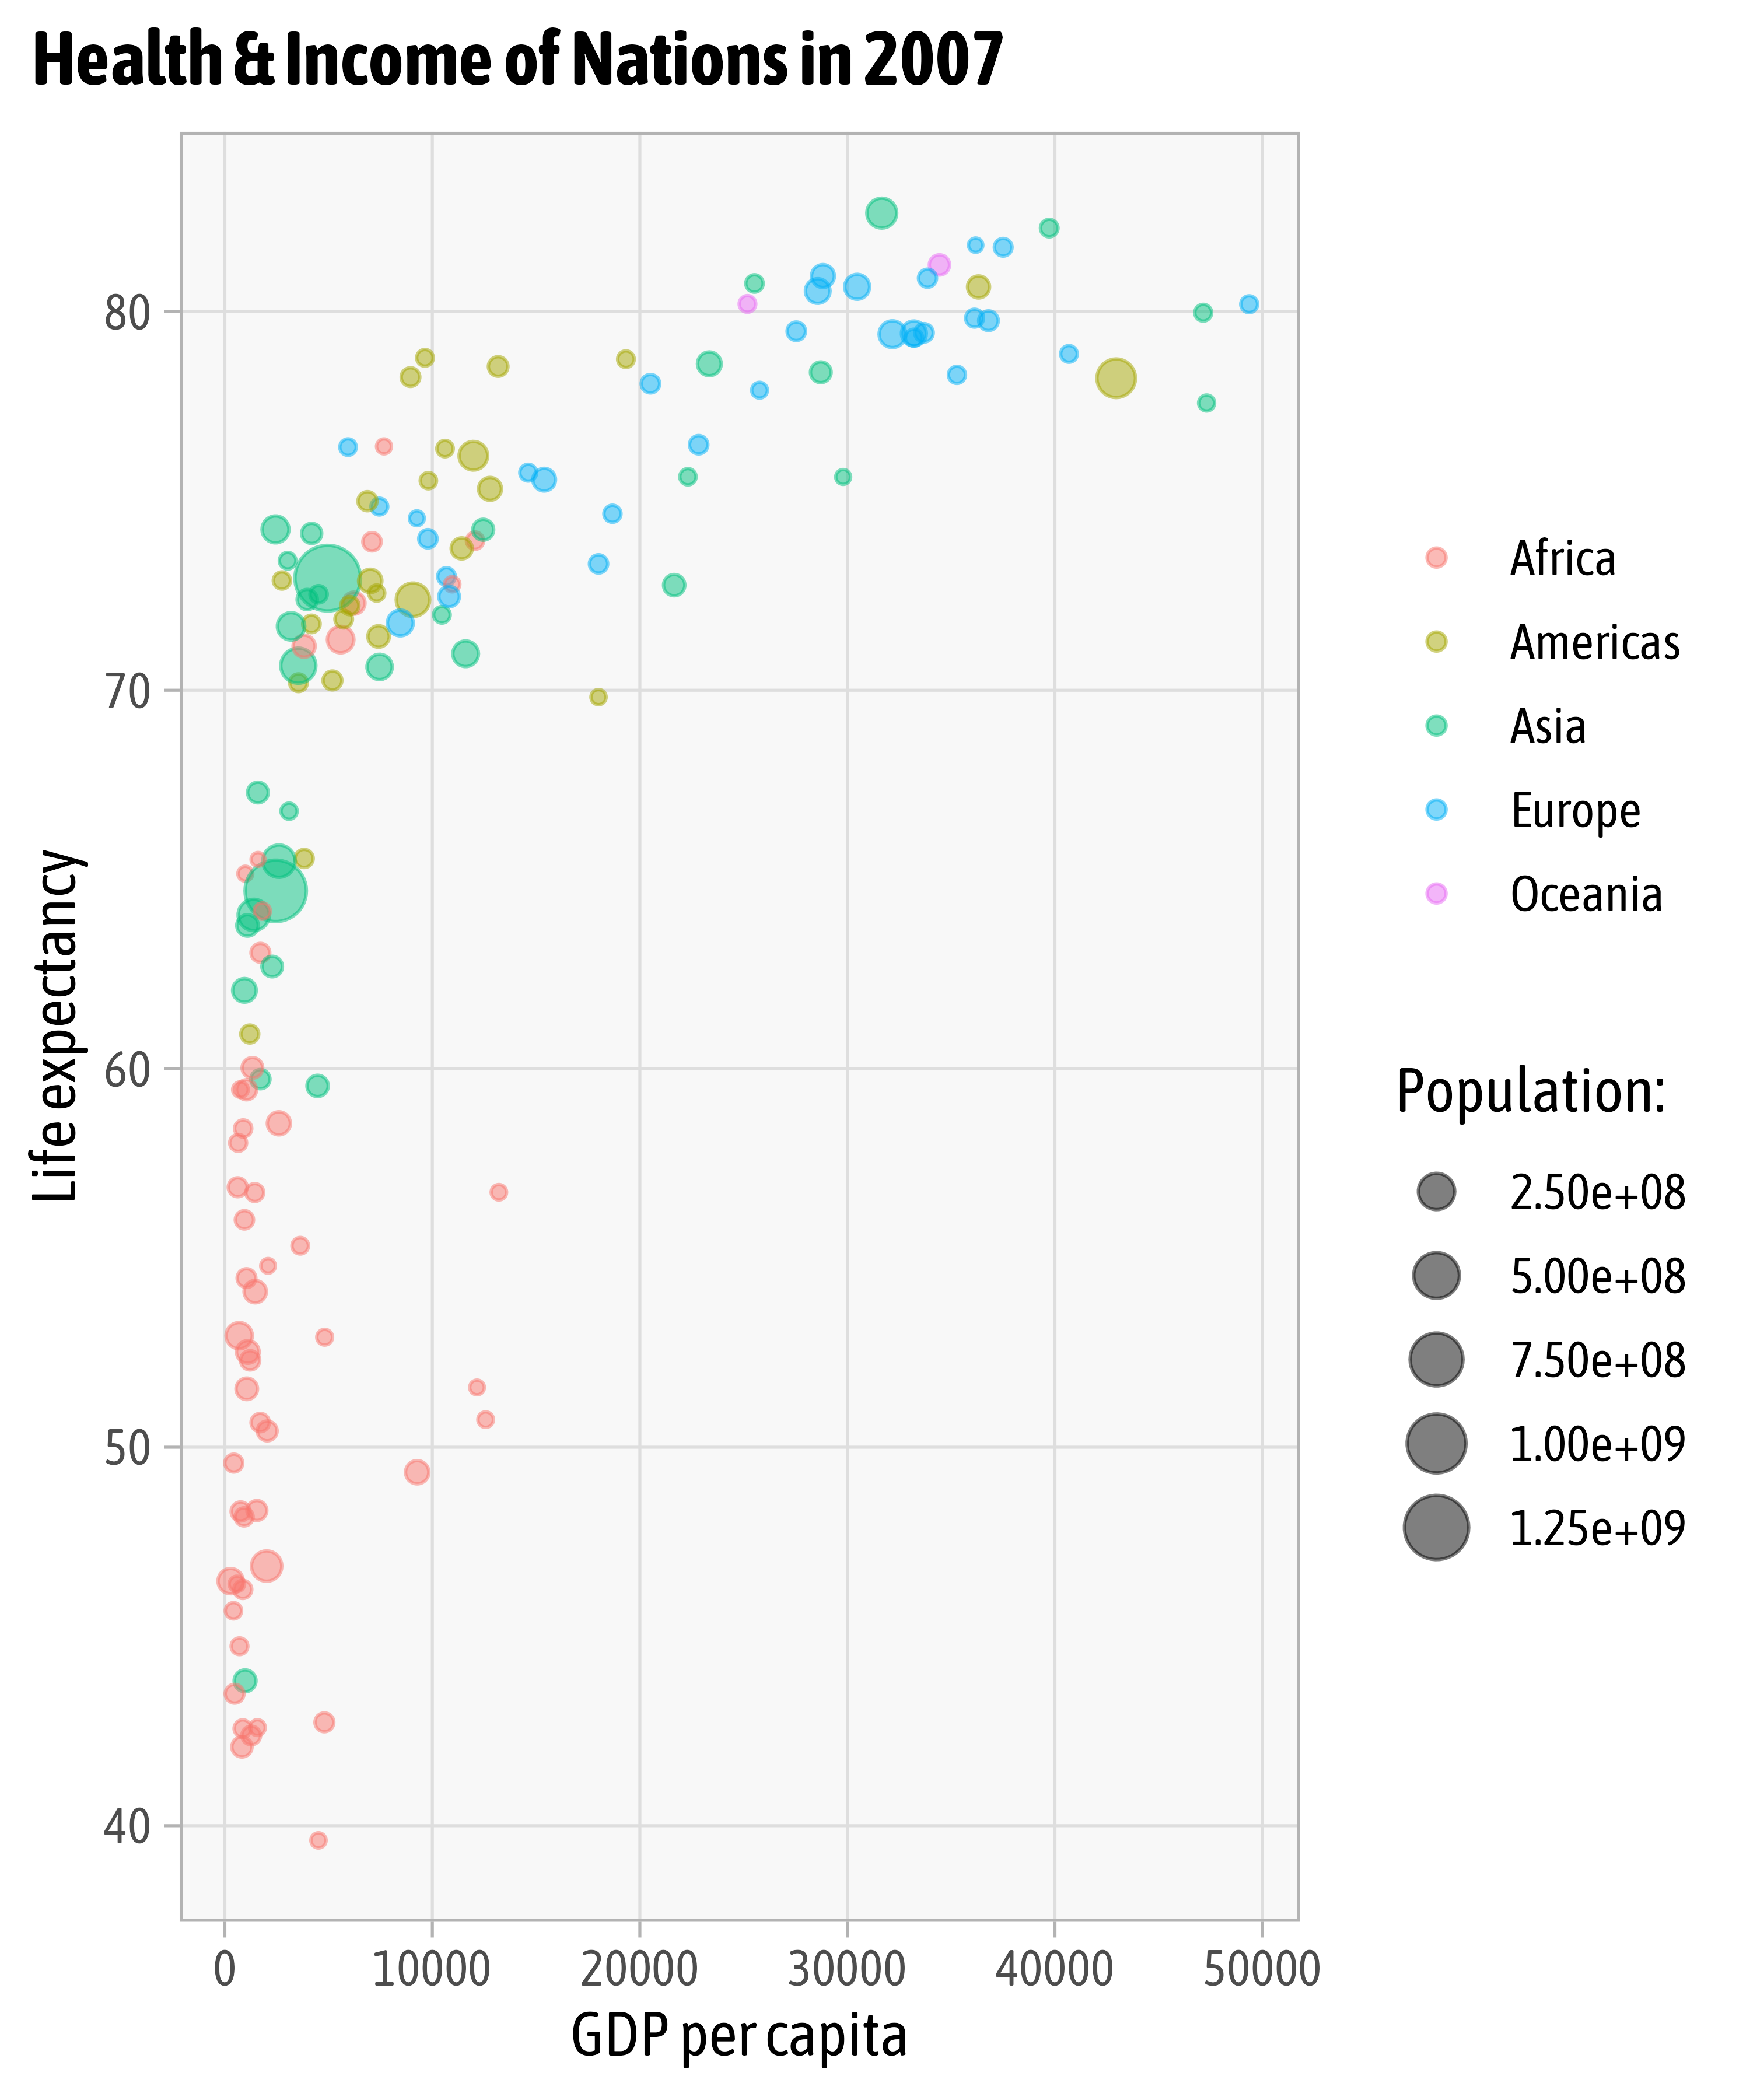 Health & Income of Nations in 2007
80
70
60
50
40
Life expectancy
0 10000 20000 30000 40000 50000
GDP per capita
Africa
Americas
Asia
Europe
Oceania
Population:
2.50e+08
5.00e+08
7.50e+08
1.00e+09
1.25e+09